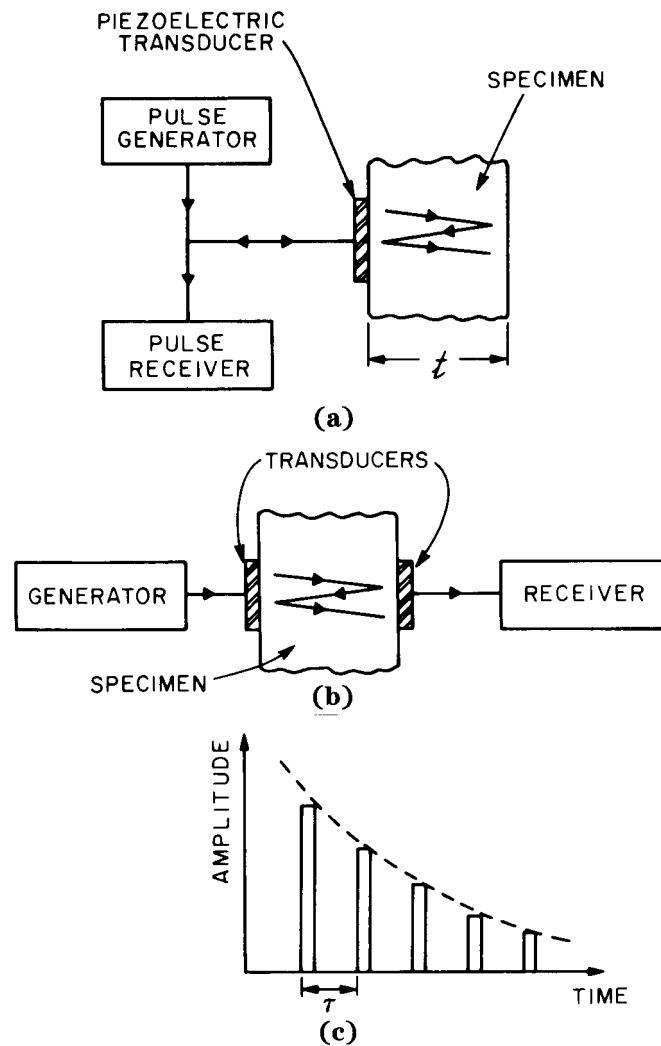 PIEZOELECTRIC
TRANSDUCER
SPECIMEN
PULSE
GENERATOR
PULSE
RECEIVER
t
(a)
TRANSDUCERS
GENERATOR
RECEIVER
SPECIMEN
(b)
AMPLITUDE
τ
TIME
(c)